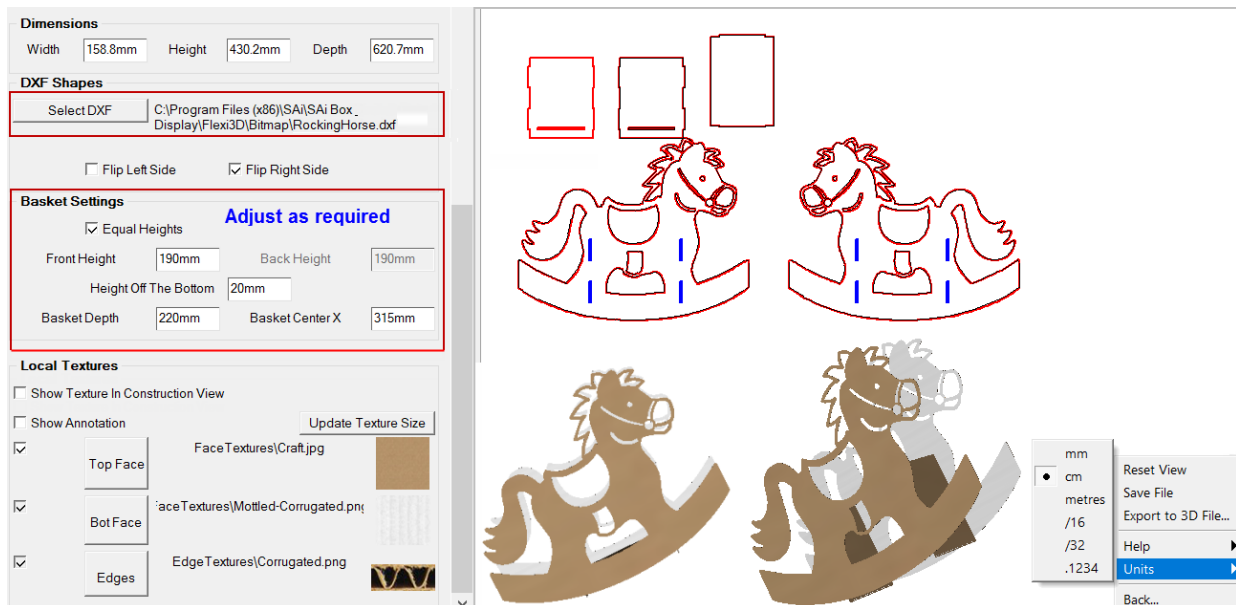 Dimensions
Width 158.8mm Height 430.2mm Depth 620.7mm
DXF Shapes
Select DXF C:\Program Files (x86)\SAi\SAi Box_
Display\Flexi3D\Bitmap\RockingHorse.dxf
Flip Left Side Flip Right Side
Basket Settings
Adjust as required
Equal Heights
Front Height 190mm Back Height 190mm
Height Off The Bottom 20mm
Basket Depth 220mm Basket Center X 315mm
Local Textures
Show Texture In Construction View
Show Annotation Update Texture Size
Top Face FaceTextures\Craft.jpg
Bot Face FaceTextures\Mottled-Corrugated.png
Edges EdgeTextures\Corrugated.png
mm
cm
metres
/16
/32
.1234
Reset View
Save File
Export to 3D File...
Help
Units
Back...